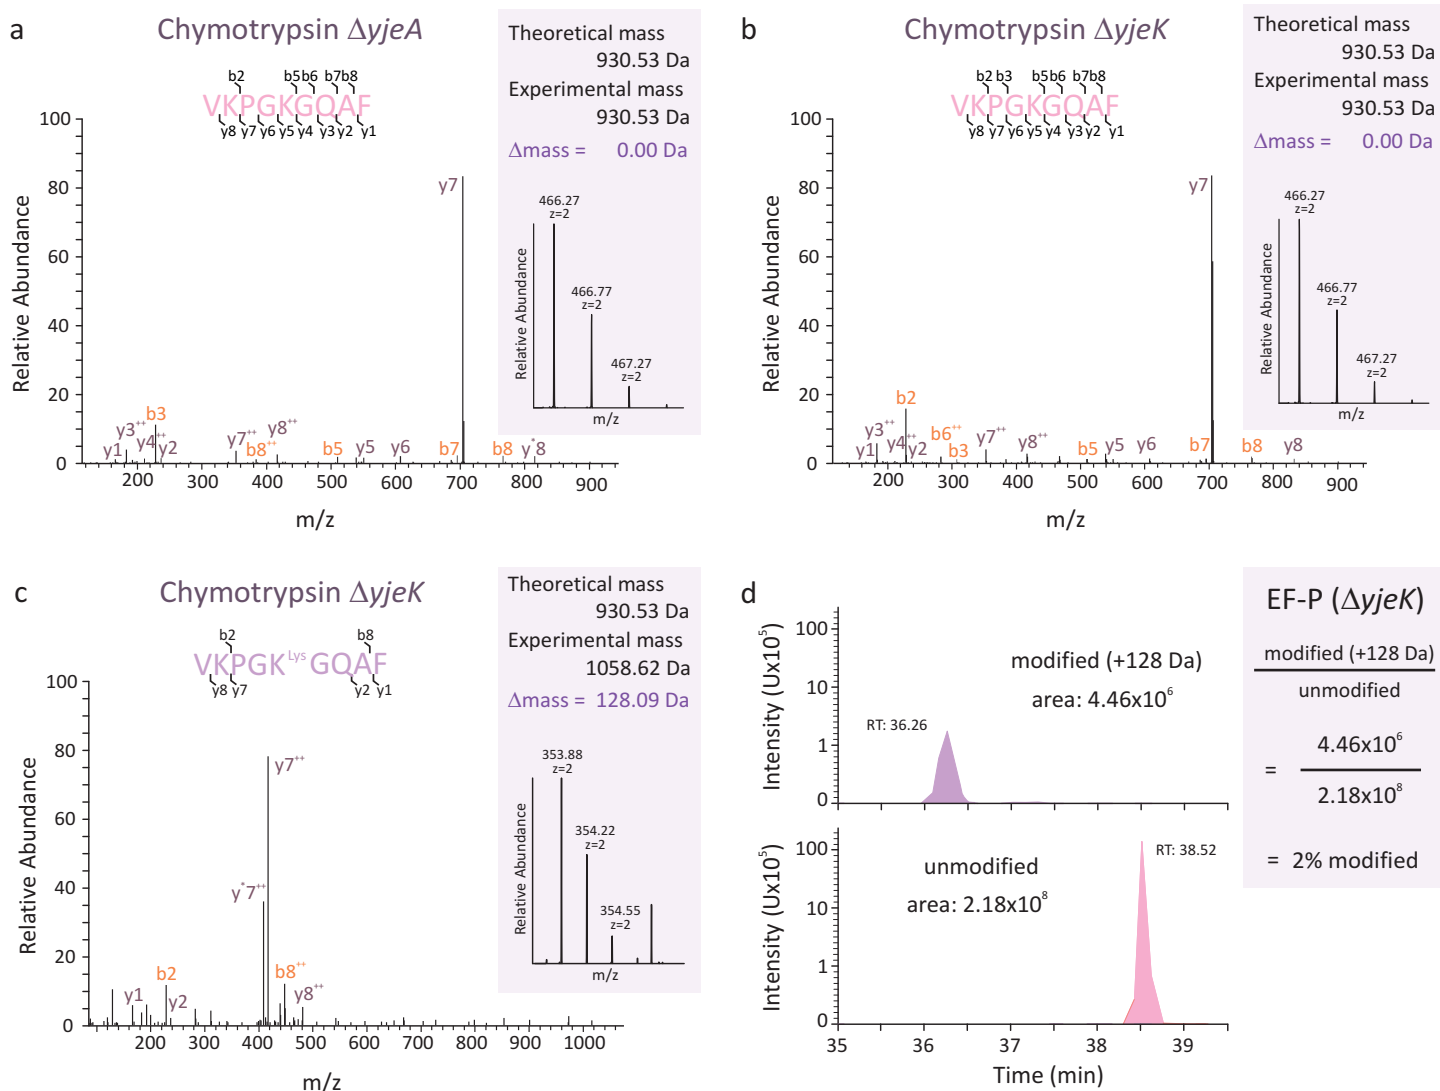 a
Chymotrypsin ΔyjeA
b2 b5 b6 b7 b8
VKPGKGQAF
y8 y7 y6 y5 y4 y3 y2 y1
Relative Abundance
100
80
60
40
20
0
y7
y1 y3⁺⁺ y4⁺⁺ y2 b3 y7⁺⁺ b8⁺⁺ y8⁺⁺ b5 y5 y6 b7 b8 y*8
200 300 400 500 600 700 800 900
m/z
Theoretical mass
930.53 Da
Experimental mass
930.53 Da
Δmass = 0.00 Da
Relative Abundance
466.27
z=2
466.77
z=2
467.27
z=2
m/z
b
Chymotrypsin ΔyjeK
b2 b3 b5 b6 b7 b8
VKPGKGQAF
y8 y7 y6 y5 y4 y3 y2 y1
Relative Abundance
100
80
60
40
20
0
y7
y1 y3⁺⁺ y4⁺⁺ y2 b2 b6⁺⁺ b3 y7⁺⁺ y8⁺⁺ b5 y5 y6 b7 b8 y8
200 300 400 500 600 700 800 900
m/z
Theoretical mass
930.53 Da
Experimental mass
930.53 Da
Δmass = 0.00 Da
Relative Abundance
466.27
z=2
466.77
z=2
467.27
z=2
m/z
c
Chymotrypsin ΔyjeK
b2 b8
VKPGK Lys GQAF
y8 y7 y2 y1
Relative Abundance
100
80
60
40
20
0
y7⁺⁺
y*7⁺⁺
y1 b2 y2 b8⁺⁺ y8⁺⁺
200 300 400 500 600 700 800 1000
m/z
Theoretical mass
930.53 Da
Experimental mass
1058.62 Da
Δmass = 128.09 Da
Relative Abundance
353.88
z=2
354.22
z=2
354.55
z=2
m/z
d
Intensity (Ux10⁵)
100
10
1
0
modified (+128 Da)
area: 4.46x10⁶
RT: 36.26
Intensity (Ux10⁵)
100
10
1
0
unmodified
area: 2.18x10⁸
RT: 38.52
35 36 37 38 39
Time (min)
EF-P (ΔyjeK)
modified (+128 Da)
unmodified
= 4.46x10⁶
2.18x10⁸
= 2% modified